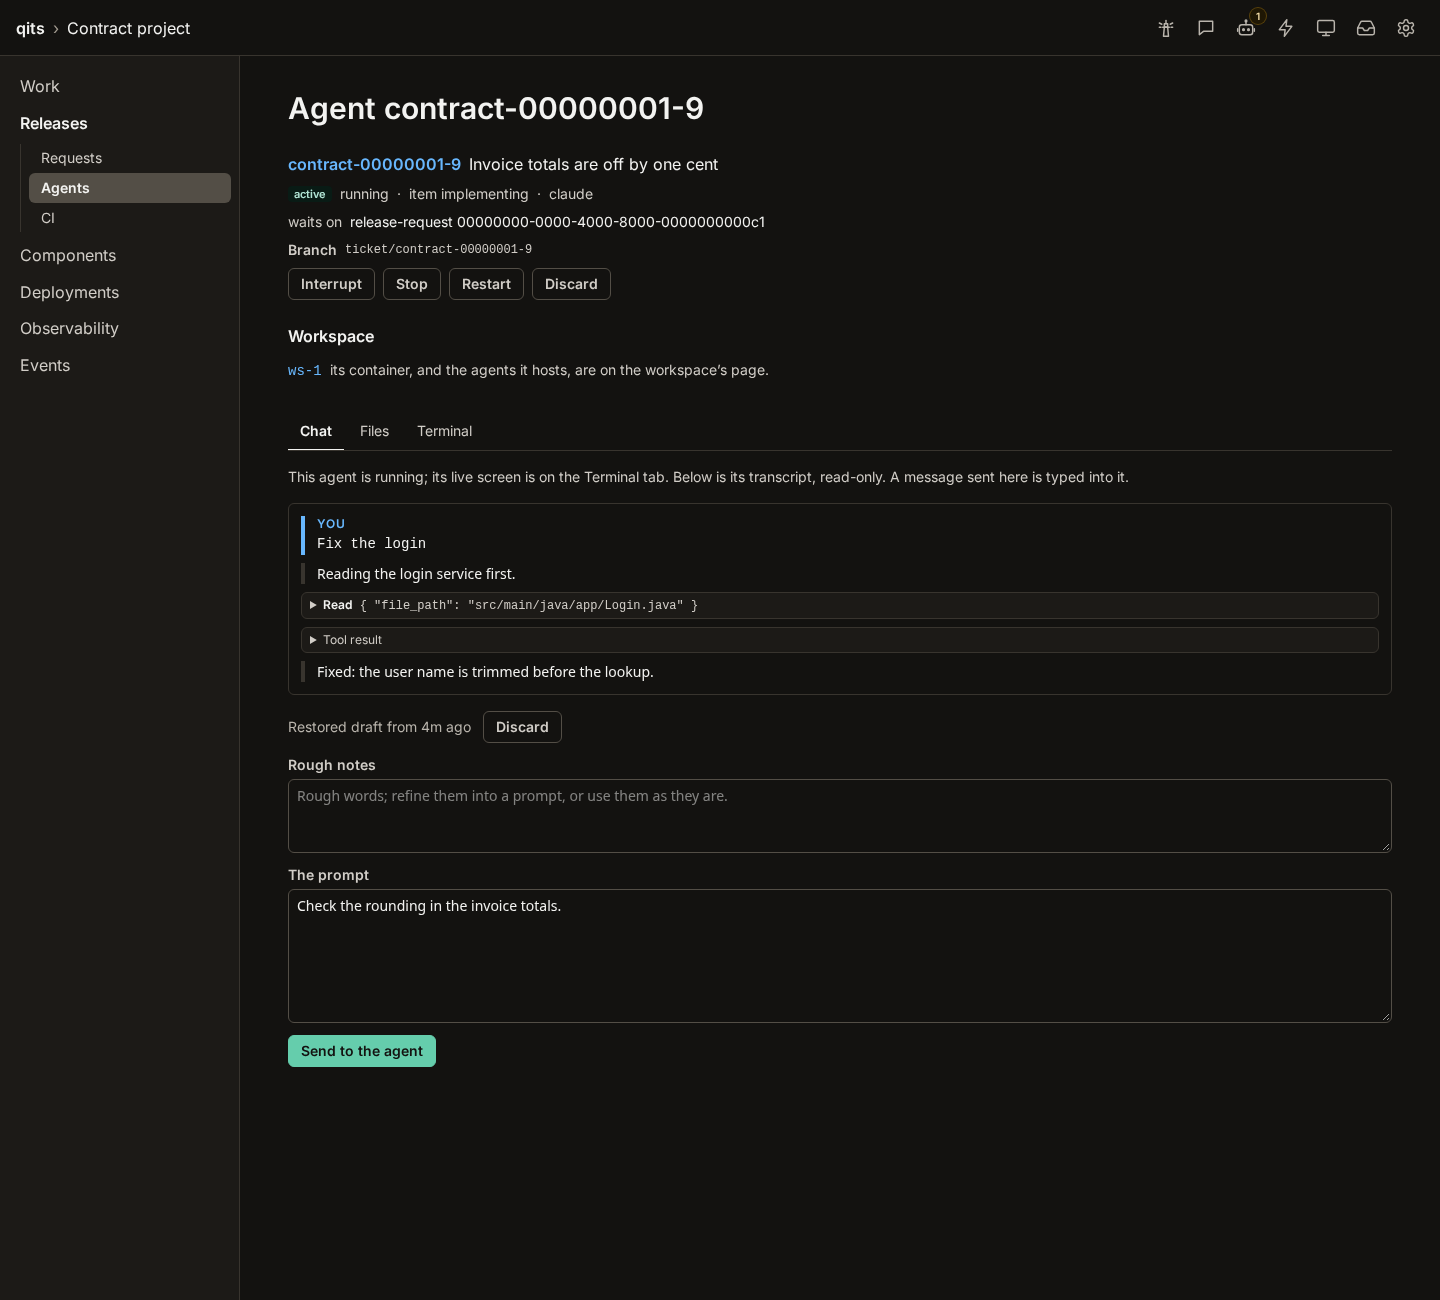 qits › Contract project
1
Work
Releases
Requests
Agents
CI
Components
Deployments
Observability
Events
Agent contract-00000001-9
contract-00000001-9 Invoice totals are off by one cent
active running · item implementing · claude
waits on release-request 00000000-0000-4000-8000-0000000000c1
Branch ticket/contract-00000001-9
Interrupt Stop Restart Discard
Workspace
ws-1 its container, and the agents it hosts, are on the workspace’s page.
Chat Files Terminal
This agent is running; its live screen is on the Terminal tab. Below is its transcript, read-only. A message sent here is typed into it.
YOU
Fix the login
Reading the login service first.
Read { "file_path": "src/main/java/app/Login.java" }
Tool result
Fixed: the user name is trimmed before the lookup.
Restored draft from 4m ago Discard
Rough notes
Rough words; refine them into a prompt, or use them as they are.
The prompt
Check the rounding in the invoice totals.
Send to the agent